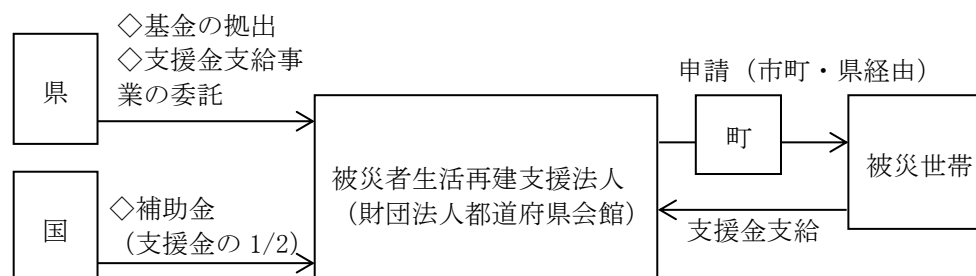 ◇基金の拠出
◇支援金支給事
業の委託
県
申請（市町・県経由）
町
被災世帯
被災者生活再建支援法人
（財団法人都道府県会館）
支援金支給
国
◇補助金
（支援金の 1/2）